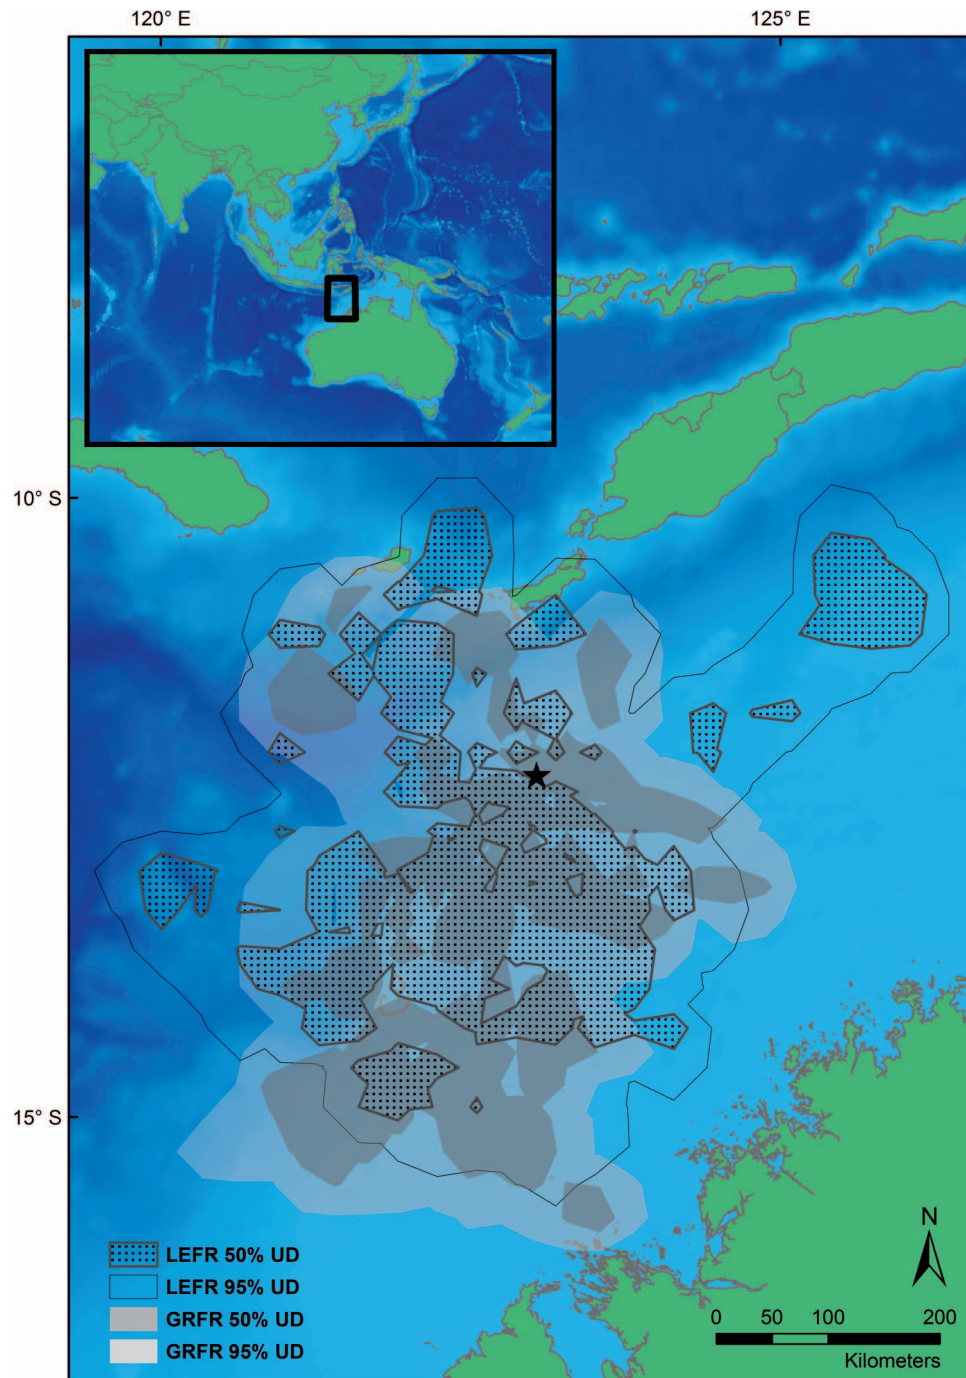 120° E
125° E
10° S
15° S
LEFR 50% UD
LEFR 95% UD
GRFR 50% UD
GRFR 95% UD
N
0 50 100 200
Kilometers